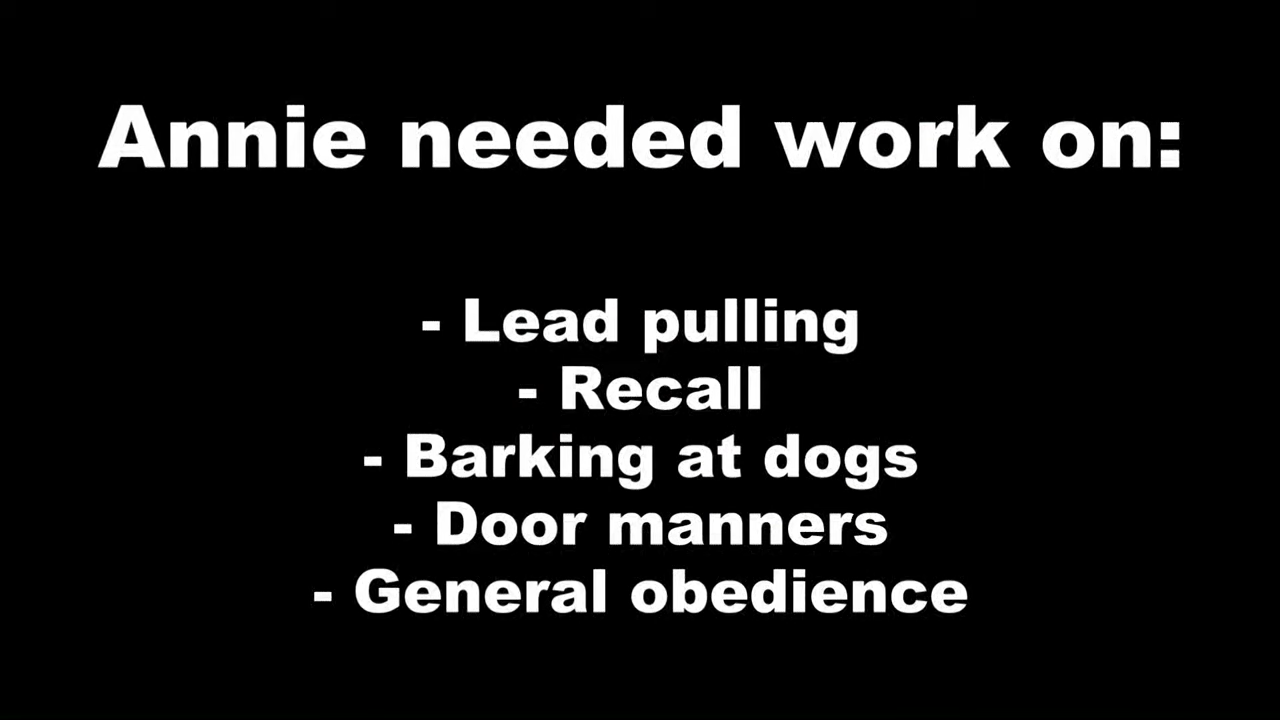 Annie needed work on:
- Lead pulling
- Recall
- Barking at dogs
- Door manners
- General obedience